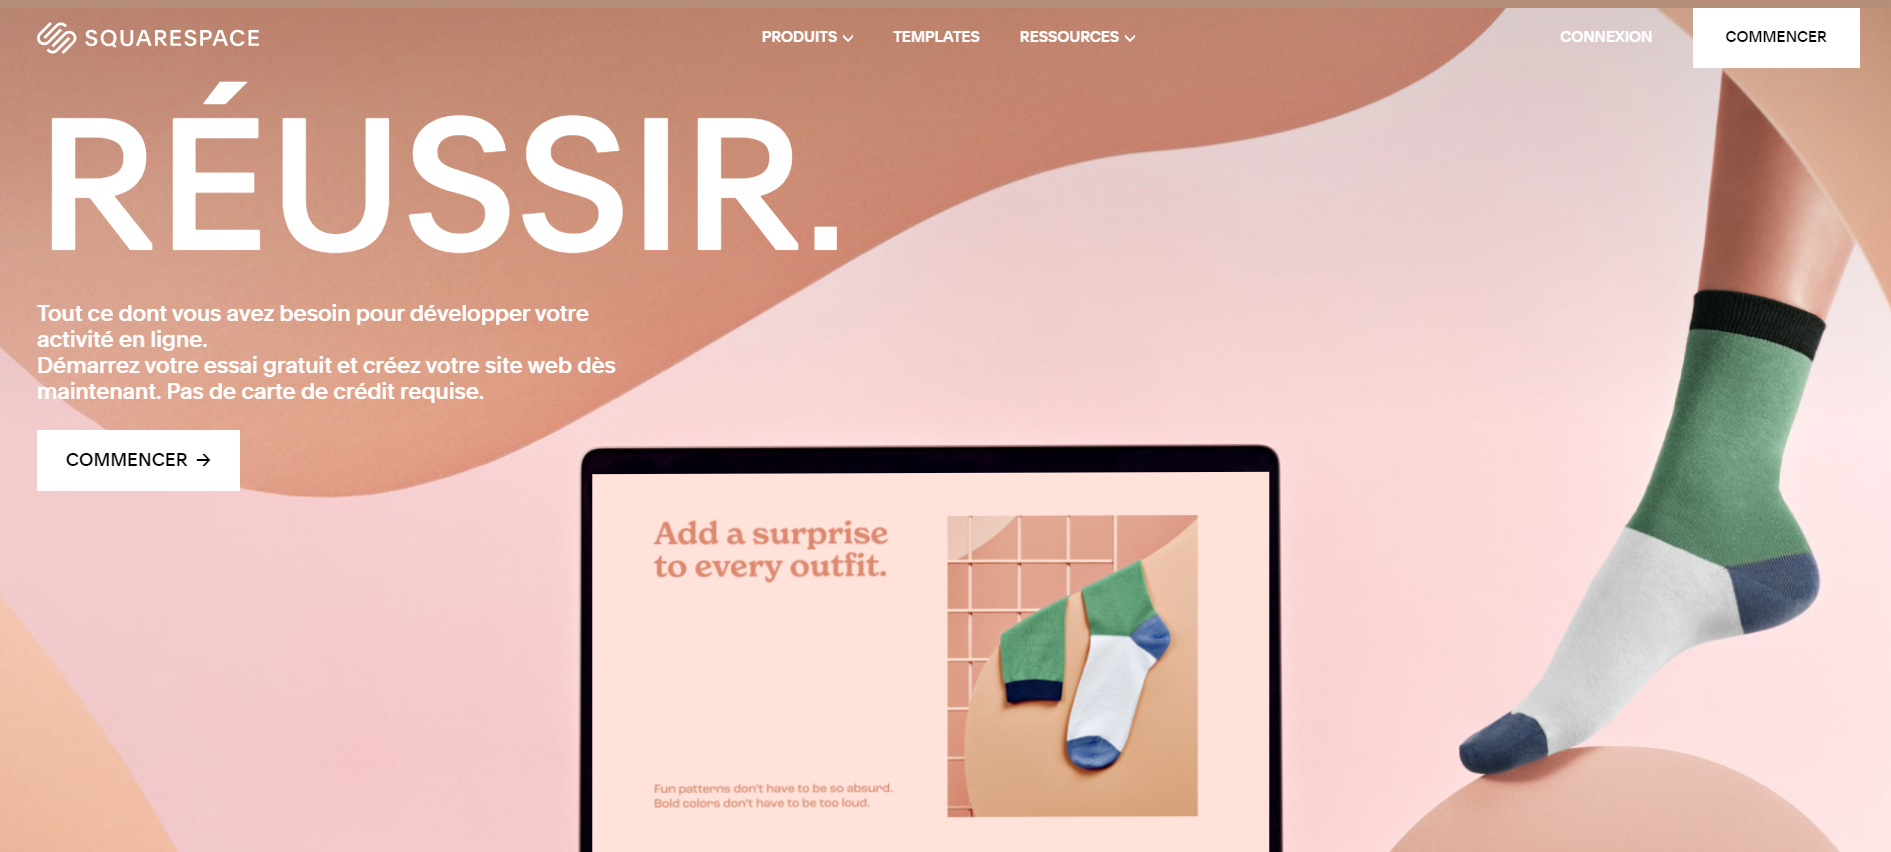 SQUARESPACE
PRODUITS
TEMPLATES
RESSOURCES
CONNEXION
COMMENCER
RÉUSSIR.
Tout ce dont vous avez besoin pour développer votre
activité en ligne.
Démarrez votre essai gratuit et créez votre site web dès
maintenant. Pas de carte de crédit requise.
COMMENCER →
Add a surprise
to every outfit.
Fun patterns don't have to be so absurd.
Bold colors don't have to be too loud.